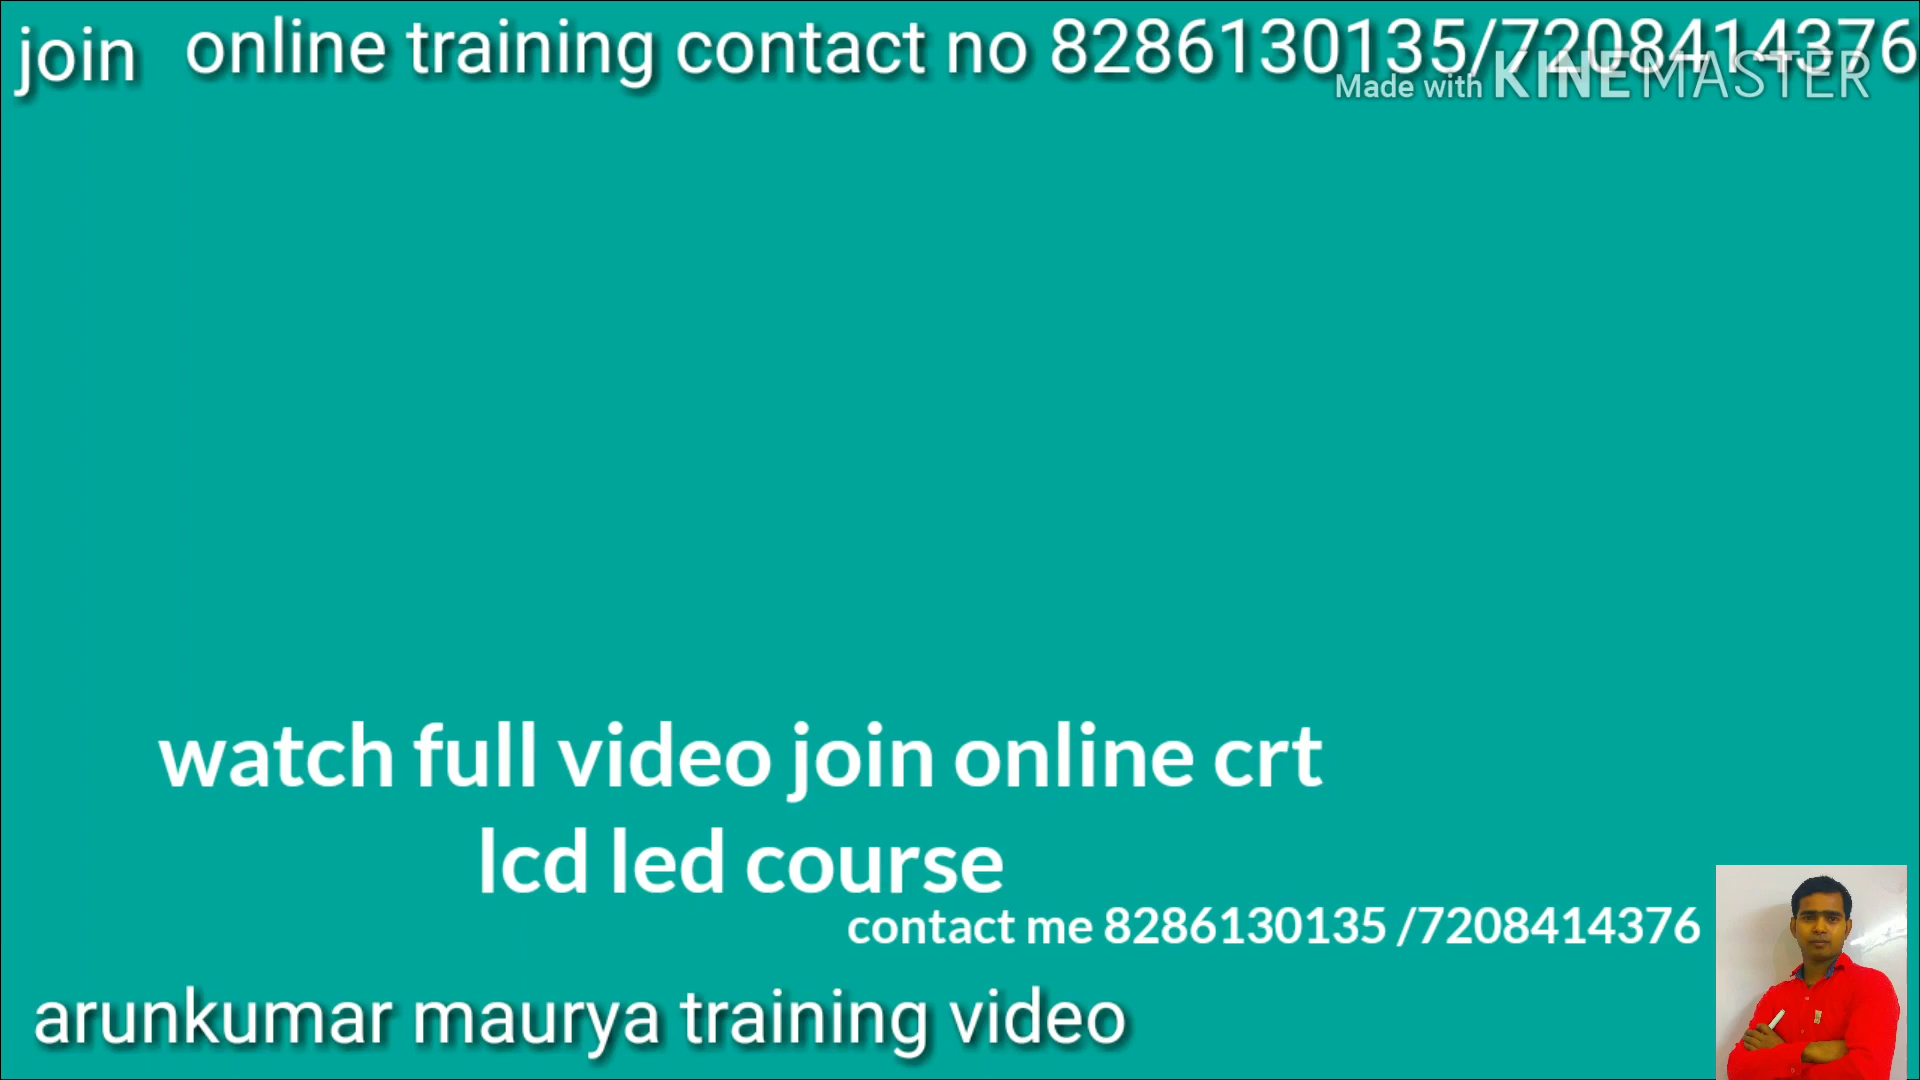 join online training contact no 8286130135/7208414376
Made with KINEMASTER
watch full video join online crt
lcd led course
contact me 8286130135 /7208414376
arunkumar maurya training video